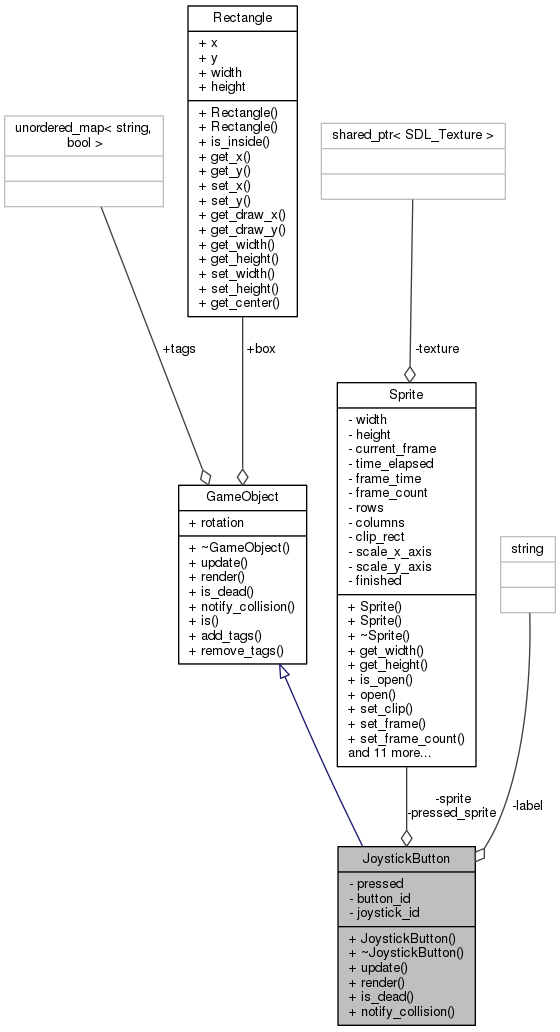 Rectangle
+ x
+ y
+ width
+ height
+ Rectangle()
+ Rectangle()
+ is_inside()
+ get_x()
+ get_y()
+ set_x()
+ set_y()
+ get_draw_x()
+ get_draw_y()
+ get_width()
+ get_height()
+ set_width()
+ set_height()
+ get_center()
unordered_map< string,
bool >
shared_ptr< SDL_Texture >
+tags
+box
-texture
Sprite
- width
- height
- current_frame
- time_elapsed
- frame_time
- frame_count
- rows
- columns
- clip_rect
- scale_x_axis
- scale_y_axis
- finished
+ Sprite()
+ Sprite()
+ ~Sprite()
+ get_width()
+ get_height()
+ is_open()
+ open()
+ set_clip()
+ set_frame()
+ set_frame_count()
and 11 more...
GameObject
+ rotation
+ ~GameObject()
+ update()
+ render()
+ is_dead()
+ notify_collision()
+ is()
+ add_tags()
+ remove_tags()
string
-sprite
-pressed_sprite
-label
JoystickButton
- pressed
- button_id
- joystick_id
+ JoystickButton()
+ ~JoystickButton()
+ update()
+ render()
+ is_dead()
+ notify_collision()